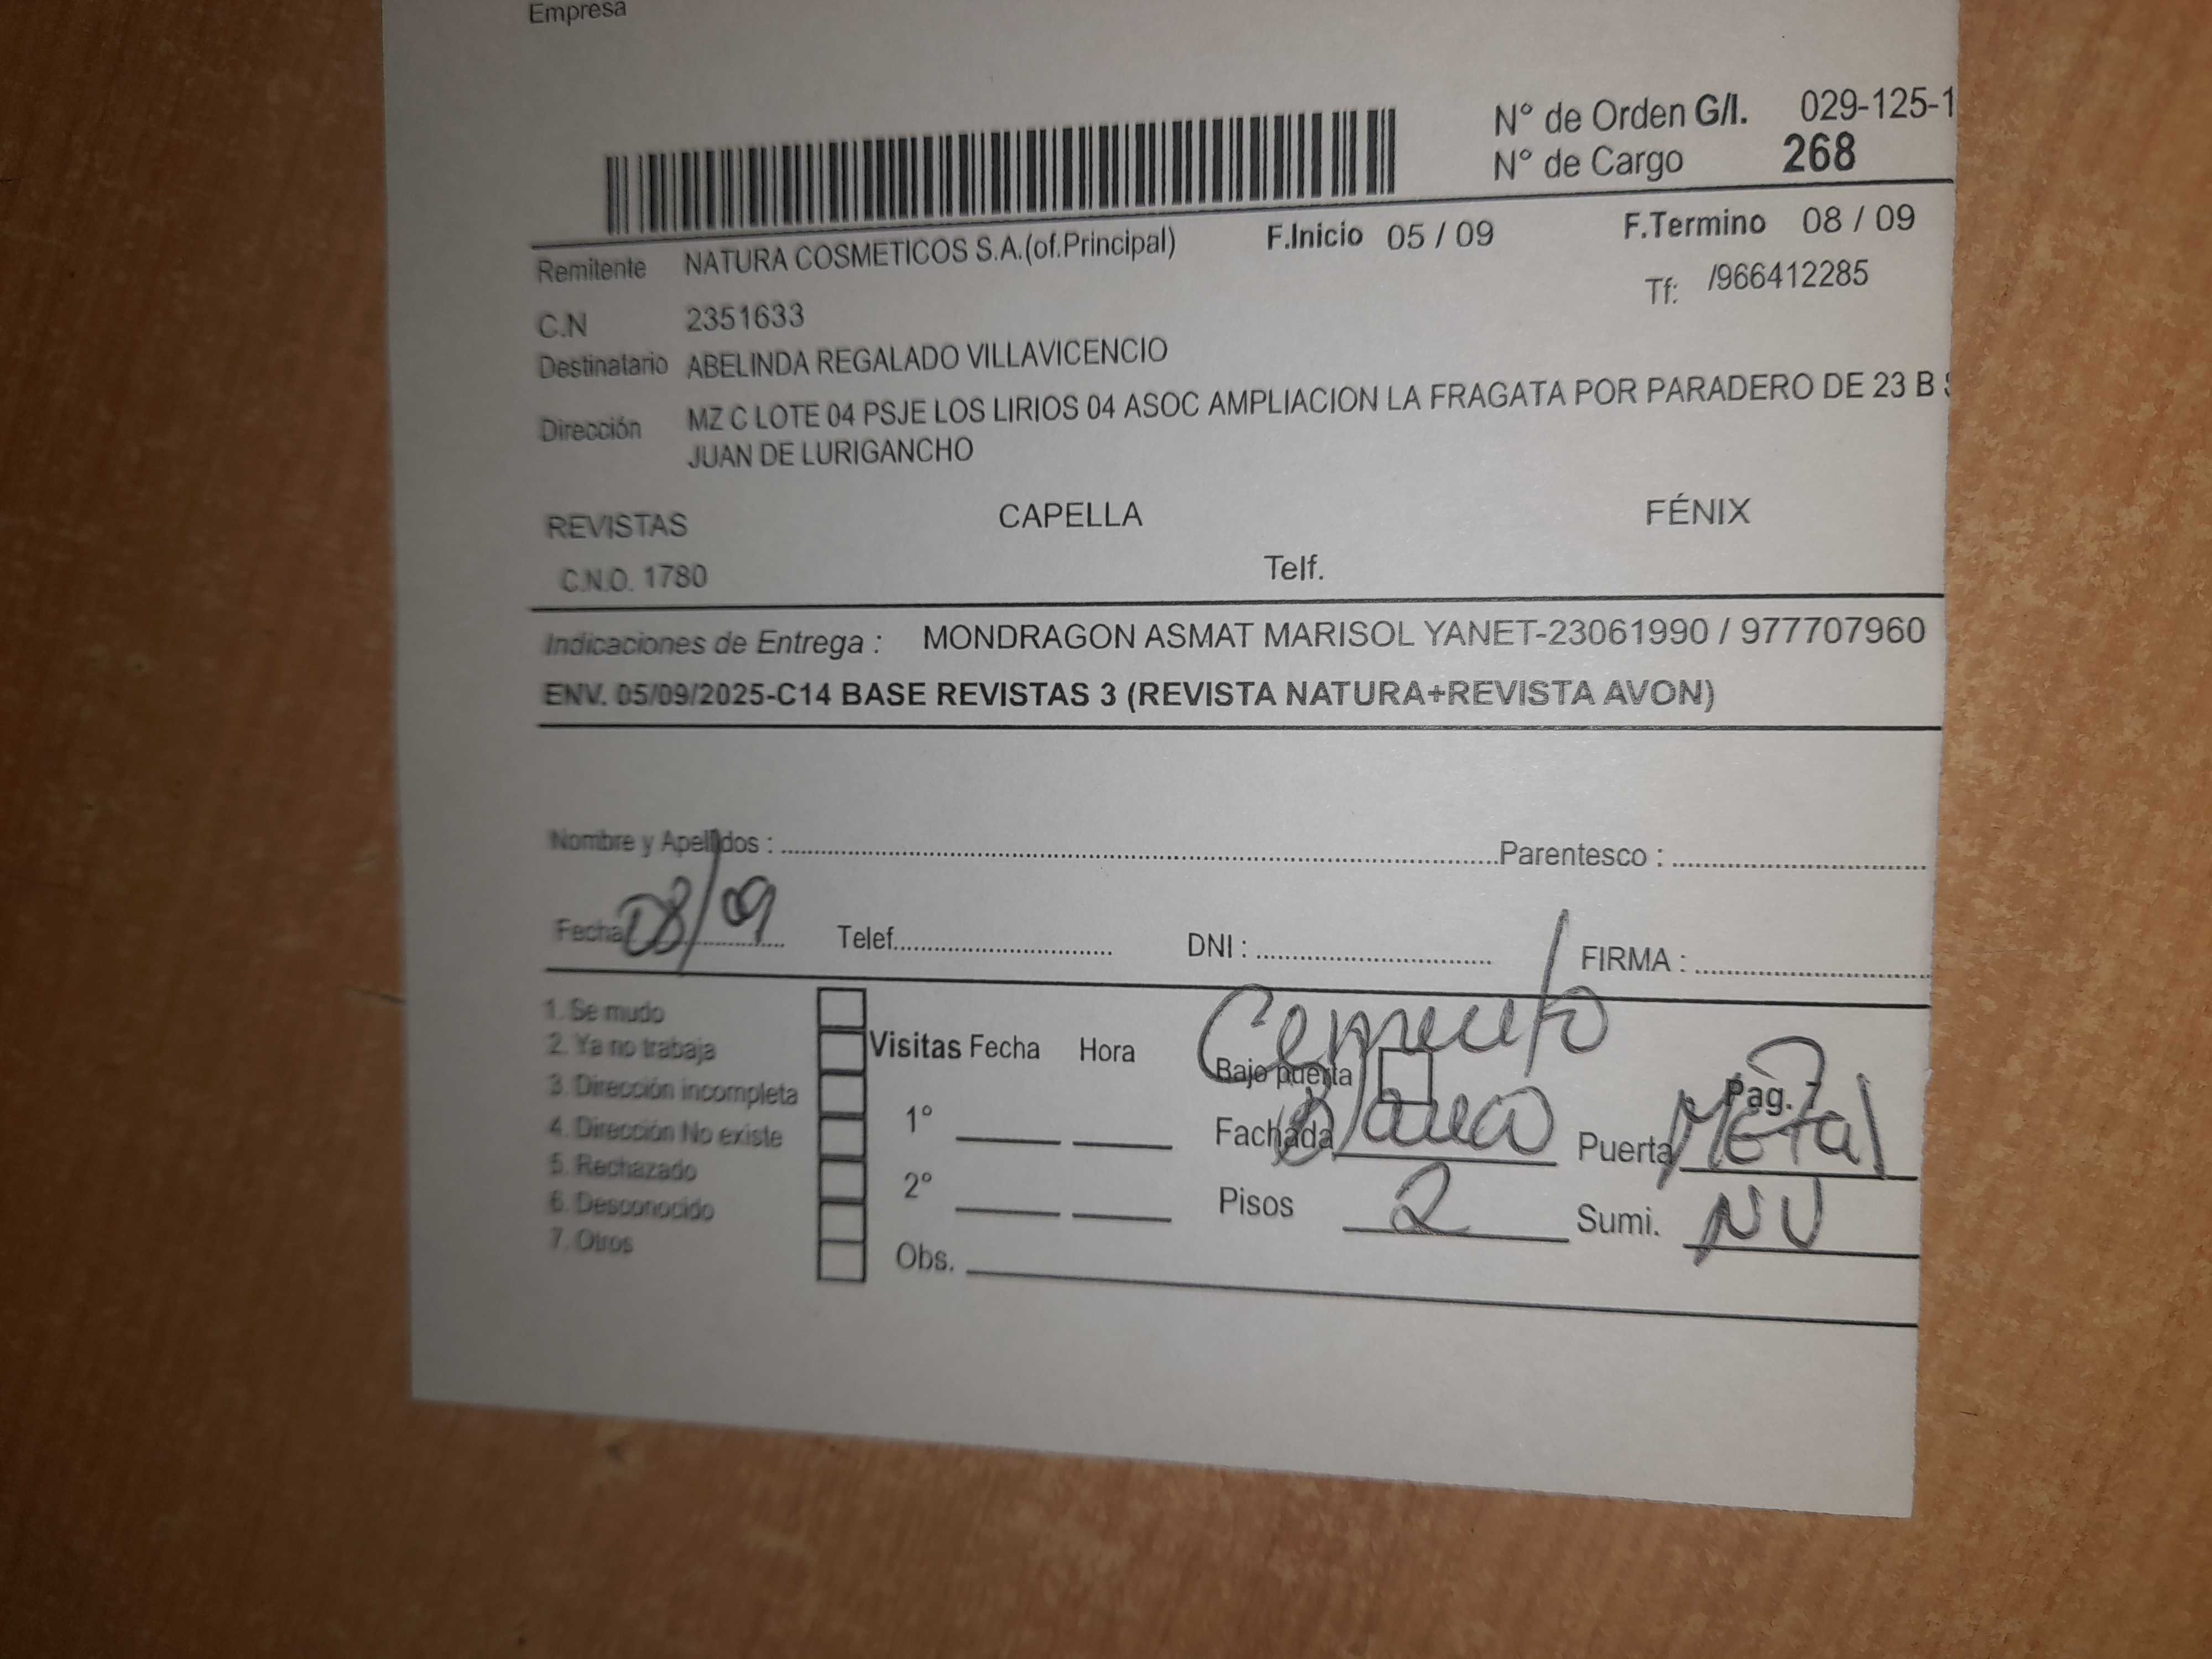 Empresa
N° de Orden G/I. 029-125-1
N° de Cargo 268
Remitente NATURA COSMETICOS S.A.(of.Principal) F.Inicio 05 / 09 F.Termino 08 / 09
C.N 2351633 Tf: /966412285
Destinatario ABELINDA REGALADO VILLAVICENCIO
Dirección MZ C LOTE 04 PSJE LOS LIRIOS 04 ASOC AMPLIACION LA FRAGATA POR PARADERO DE 23 B S
JUAN DE LURIGANCHO
REVISTAS CAPELLA FÉNIX
C.N.O. 1780 Telf.
Indicaciones de Entrega : MONDRAGON ASMAT MARISOL YANET-23061990 / 977707960
ENV. 05/09/2025-C14 BASE REVISTAS 3 (REVISTA NATURA+REVISTA AVON)
Nombre y Apellidos : Parentesco :
Fecha 08/09 Telef. DNI : FIRMA :
1. Se mudo
2. Ya no trabaja
3. Dirección incompleta
4. Dirección No existe
5. Rechazado
6. Desconocido
7. Otros
Visitas Fecha Hora
1°
2°
Obs.
Cemento
Bajo puerta Pag. 7
Fachada Blanca Puerta Metal
Pisos 2 Sumi. NV